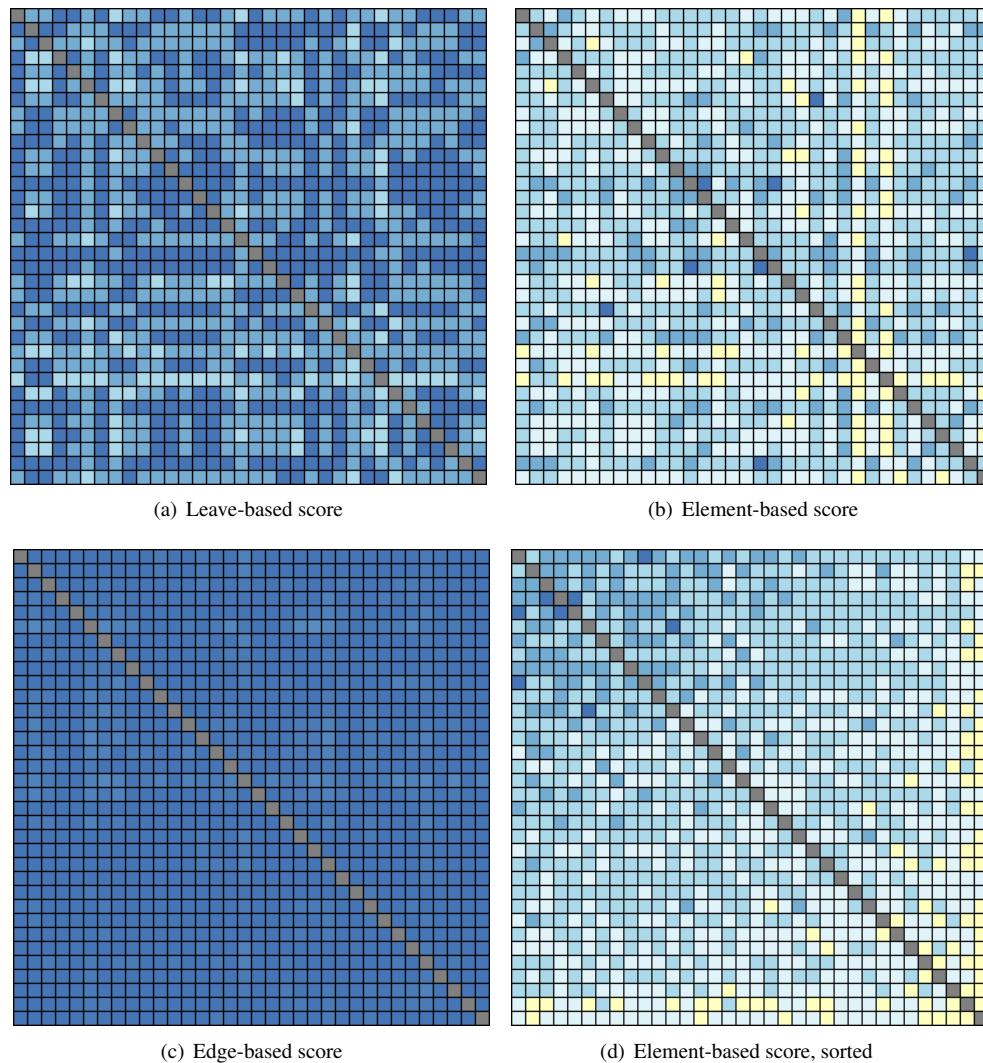 (a) Leave-based score
(b) Element-based score
(c) Edge-based score
(d) Element-based score, sorted